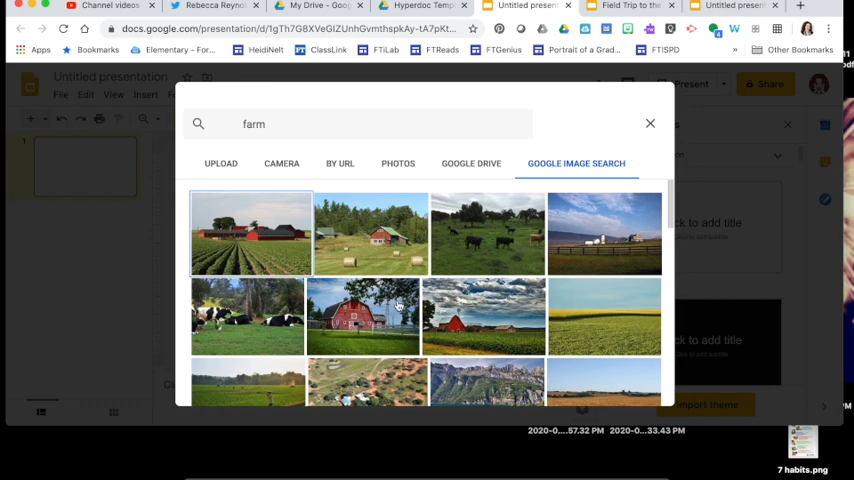 Channel videos
Rebecca Reynol
My Drive - Goog
Hyperdoc Temp
Untitled present
Field Trip to the
Untitled present
docs.google.com/presentation/d/1gTh7G8XVeGIZUnhGvmthspkAy-tA7pKt...
Apps
Bookmarks
Elementary - For...
HeidiNelt
ClassLink
FTiLab
FTReads
FTGenius
Portrait of a Grad...
FTISPD
»
Other Bookmarks
Untitled presentation
File Edit View Insert
Present
Share
farm
UPLOAD
CAMERA
BY URL
PHOTOS
GOOGLE DRIVE
GOOGLE IMAGE SEARCH
1
ck to add title
ck to add title
Import theme
2020-0....57.32 PM
2020-0...33.43 PM
7 habits.png